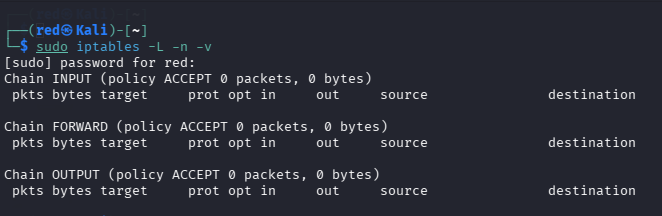 ┌──(red㉿Kali)-[~]
└─$ sudo iptables -L -n -v
[sudo] password for red:
Chain INPUT (policy ACCEPT 0 packets, 0 bytes)
 pkts bytes target     prot opt in     out     source               destination

Chain FORWARD (policy ACCEPT 0 packets, 0 bytes)
 pkts bytes target     prot opt in     out     source               destination

Chain OUTPUT (policy ACCEPT 0 packets, 0 bytes)
 pkts bytes target     prot opt in     out     source               destination